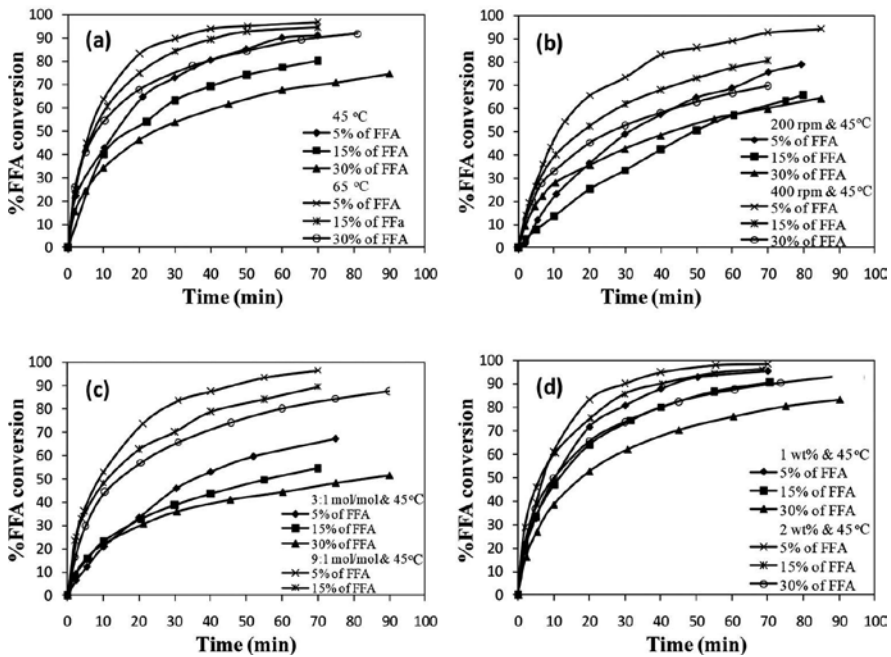 (a)
%FFA conversion
100
90
80
70
60
50
40
30
20
10
0
45 °C
5% of FFA
15% of FFA
30% of FFA
65 °C
5% of FFA
15% of FFa
30% of FFA
0 10 20 30 40 50 60 70 80 90 100
Time (min)
(b)
%FFA conversion
100
90
80
70
60
50
40
30
20
10
0
200 rpm & 45°C
5% of FFA
15% of FFA
30% of FFA
400 rpm & 45°C
5% of FFA
15% of FFA
30% of FFA
0 10 20 30 40 50 60 70 80 90 100
Time (min)
(c)
%FFA conversion
100
90
80
70
60
50
40
30
20
10
0
3:1 mol/mol & 45°C
5% of FFA
15% of FFA
30% of FFA
9:1 mol/mol & 45°C
5% of FFA
15% of FFA
0 10 20 30 40 50 60 70 80 90 100
Time (min)
(d)
%FFA conversion
100
90
80
70
60
50
40
30
20
10
0
1 wt% & 45°C
5% of FFA
15% of FFA
30% of FFA
2 wt% & 45°C
5% of FFA
15% of FFA
30% of FFA
0 10 20 30 40 50 60 70 80 90 100
Time (min)